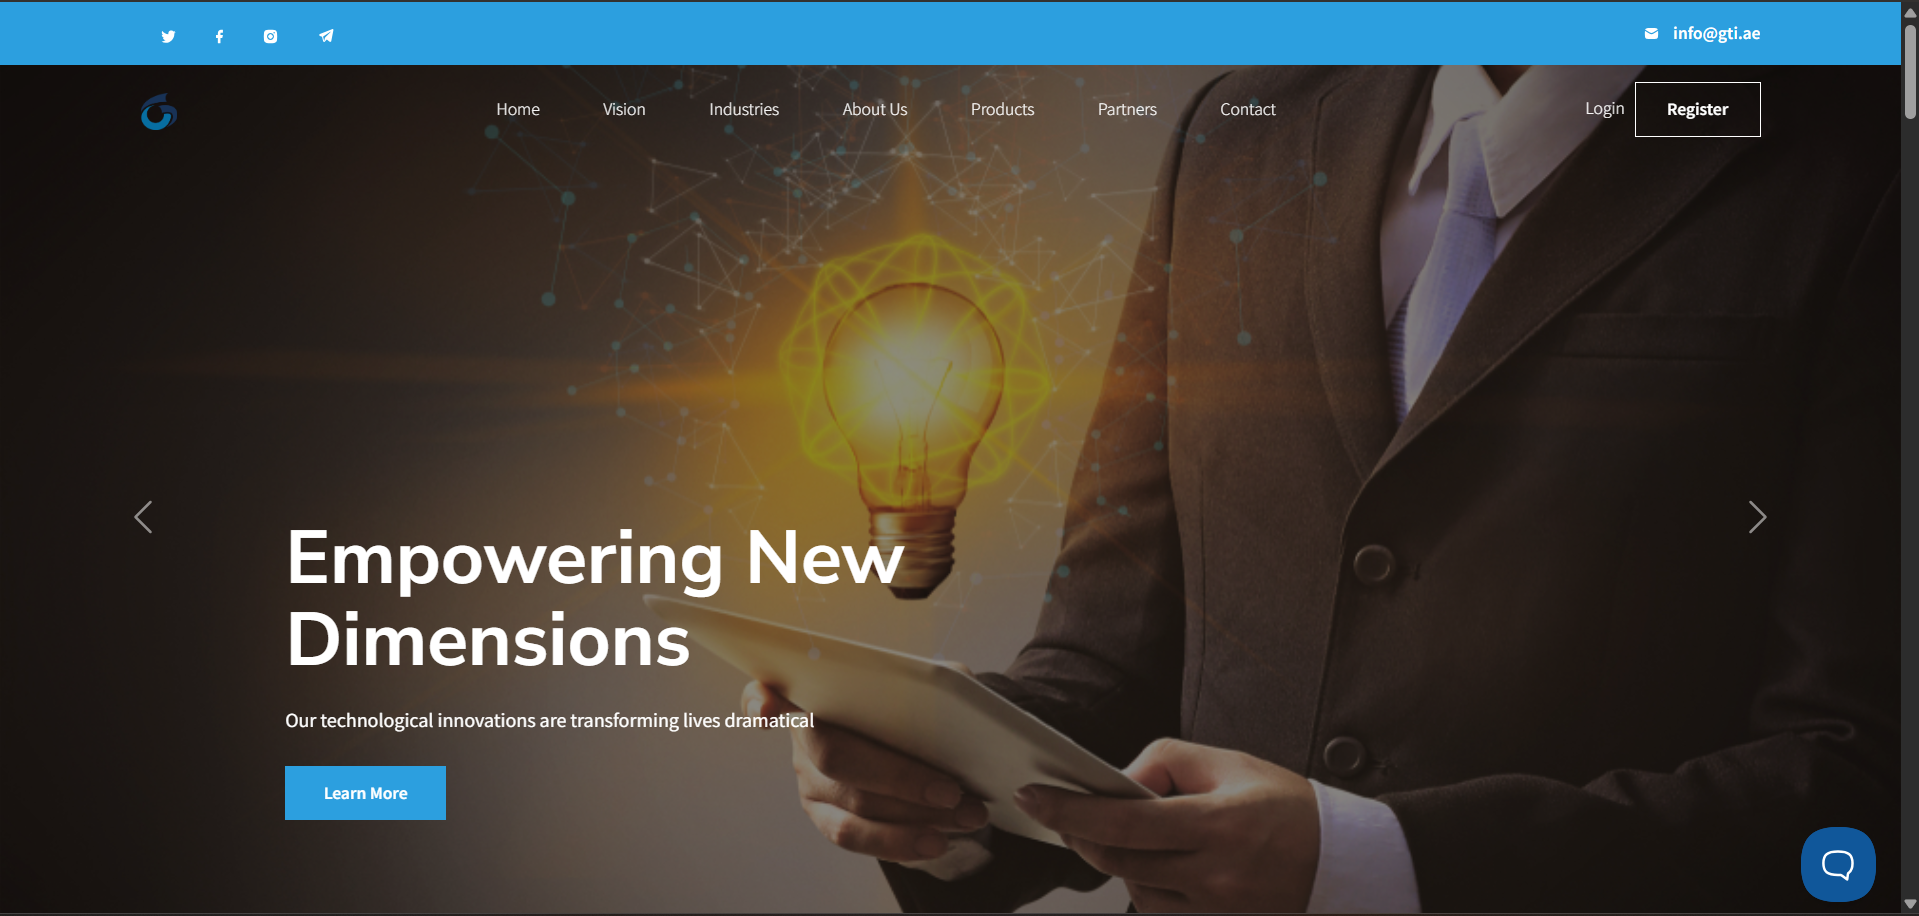 info@gti.ae
Home Vision Industries About Us Products Partners Contact Login Register
Empowering New
Dimensions
Our technological innovations are transforming lives dramatical
Learn More